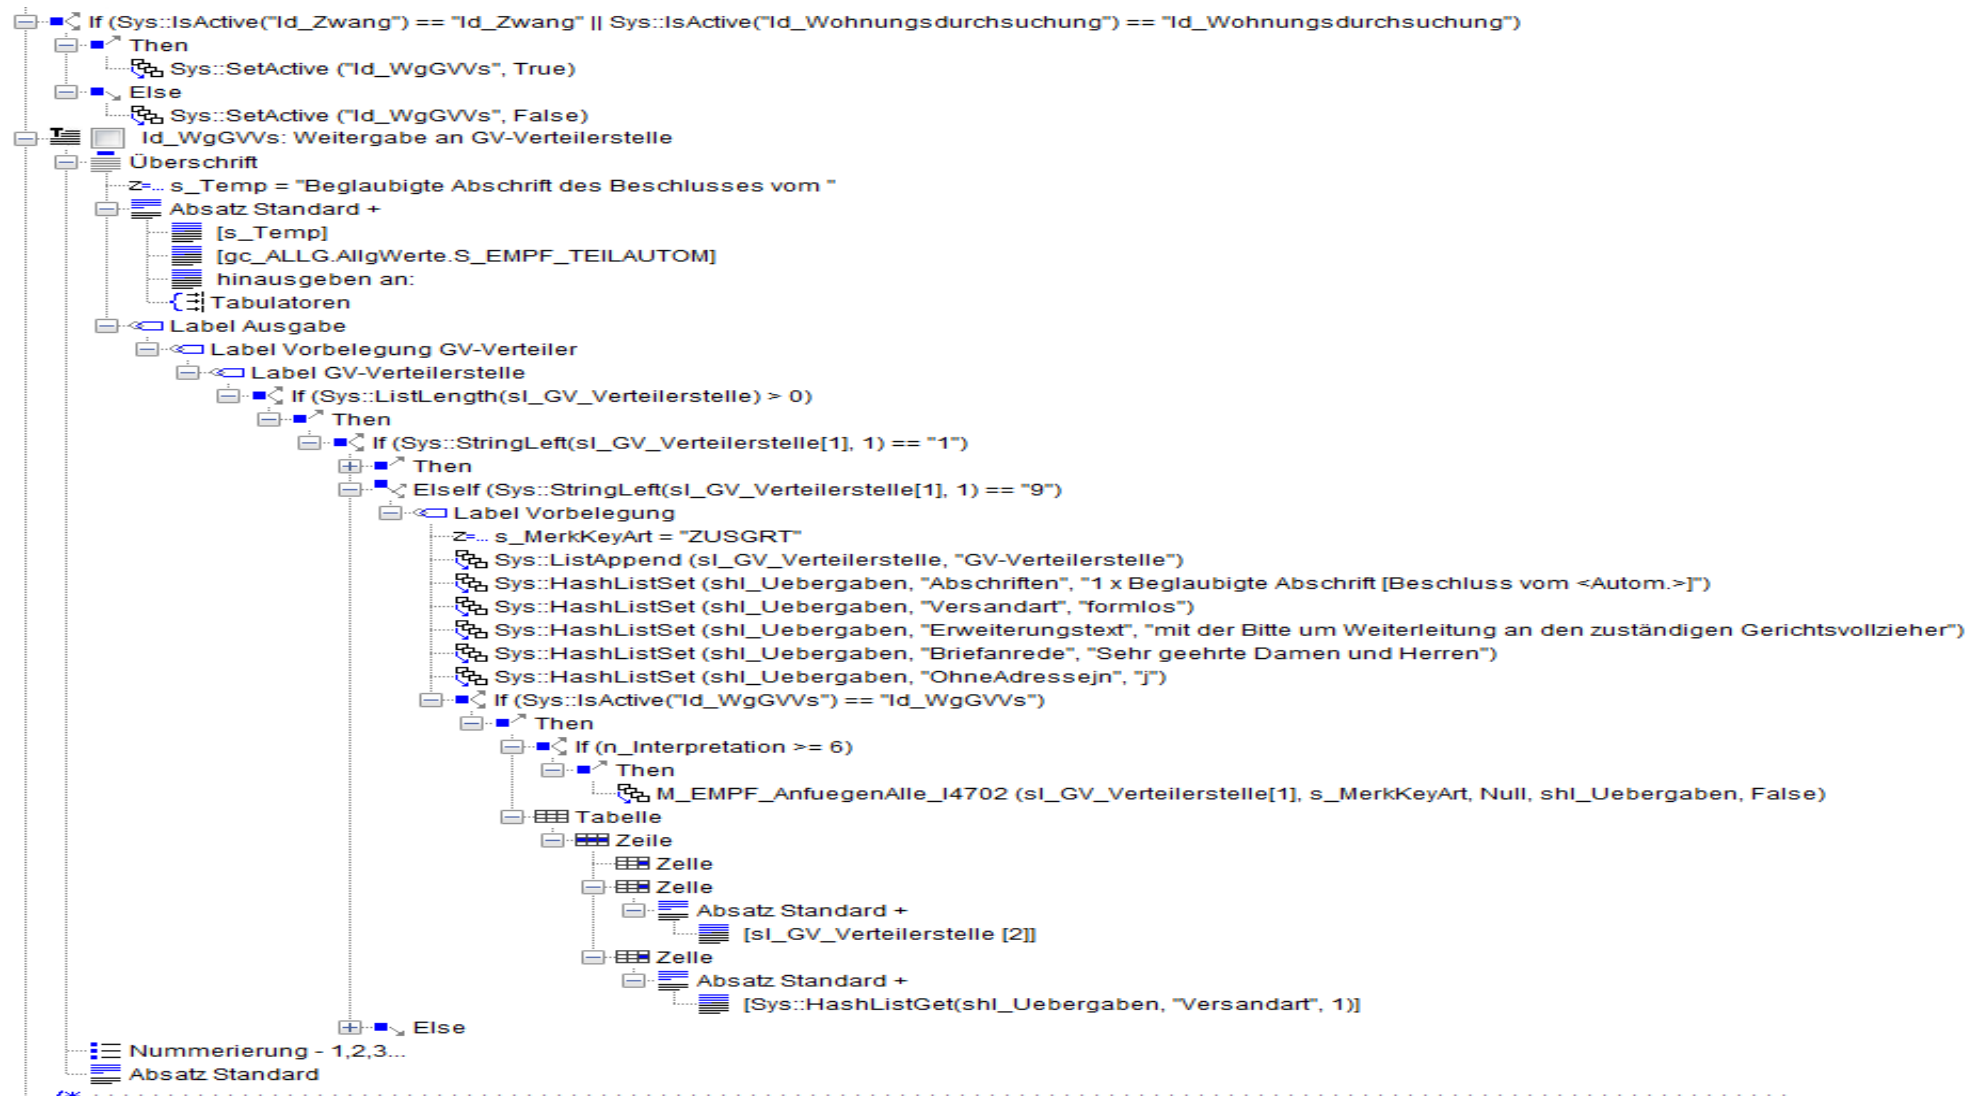 If (Sys::IsActive("Id_Zwang") == "Id_Zwang" || Sys::IsActive("Id_Wohnungsdurchsuchung") == "Id_Wohnungsdurchsuchung")
Then
Sys::SetActive ("Id_WgGVVs", True)
Else
Sys::SetActive ("Id_WgGVVs", False)
Id_WgGVVs: Weitergabe an GV-Verteilerstelle
Überschrift
s_Temp = "Beglaubigte Abschrift des Beschlusses vom "
Absatz Standard +
[s_Temp]
[gc_ALLG.AllgWerte.S_EMPF_TEILAUTOM]
hinausgeben an:
Tabulatoren
Label Ausgabe
Label Vorbelegung GV-Verteiler
Label GV-Verteilerstelle
If (Sys::ListLength(sl_GV_Verteilerstelle) > 0)
Then
If (Sys::StringLeft(sl_GV_Verteilerstelle[1], 1) == "1")
Then
ElseIf (Sys::StringLeft(sl_GV_Verteilerstelle[1], 1) == "9")
Label Vorbelegung
s_MerkKeyArt = "ZUSGRT"
Sys::ListAppend (sl_GV_Verteilerstelle, "GV-Verteilerstelle")
Sys::HashListSet (shl_Uebergaben, "Abschriften", "1 x Beglaubigte Abschrift [Beschluss vom <Autom.>]")
Sys::HashListSet (shl_Uebergaben, "Versandart", "formlos")
Sys::HashListSet (shl_Uebergaben, "Erweiterungstext", "mit der Bitte um Weiterleitung an den zuständigen Gerichtsvollzieher")
Sys::HashListSet (shl_Uebergaben, "Briefanrede", "Sehr geehrte Damen und Herren")
Sys::HashListSet (shl_Uebergaben, "OhneAdressejn", "j")
If (Sys::IsActive("Id_WgGVVs") == "Id_WgGVVs")
Then
If (n_Interpretation >= 6)
Then
M_EMPF_AnfuegenAlle_I4702 (sl_GV_Verteilerstelle[1], s_MerkKeyArt, Null, shl_Uebergaben, False)
Tabelle
Zeile
Zelle
Zelle
Absatz Standard +
[sl_GV_Verteilerstelle [2]]
Zelle
Absatz Standard +
[Sys::HashListGet(shl_Uebergaben, "Versandart", 1)]
Else
Nummerierung - 1,2,3...
Absatz Standard